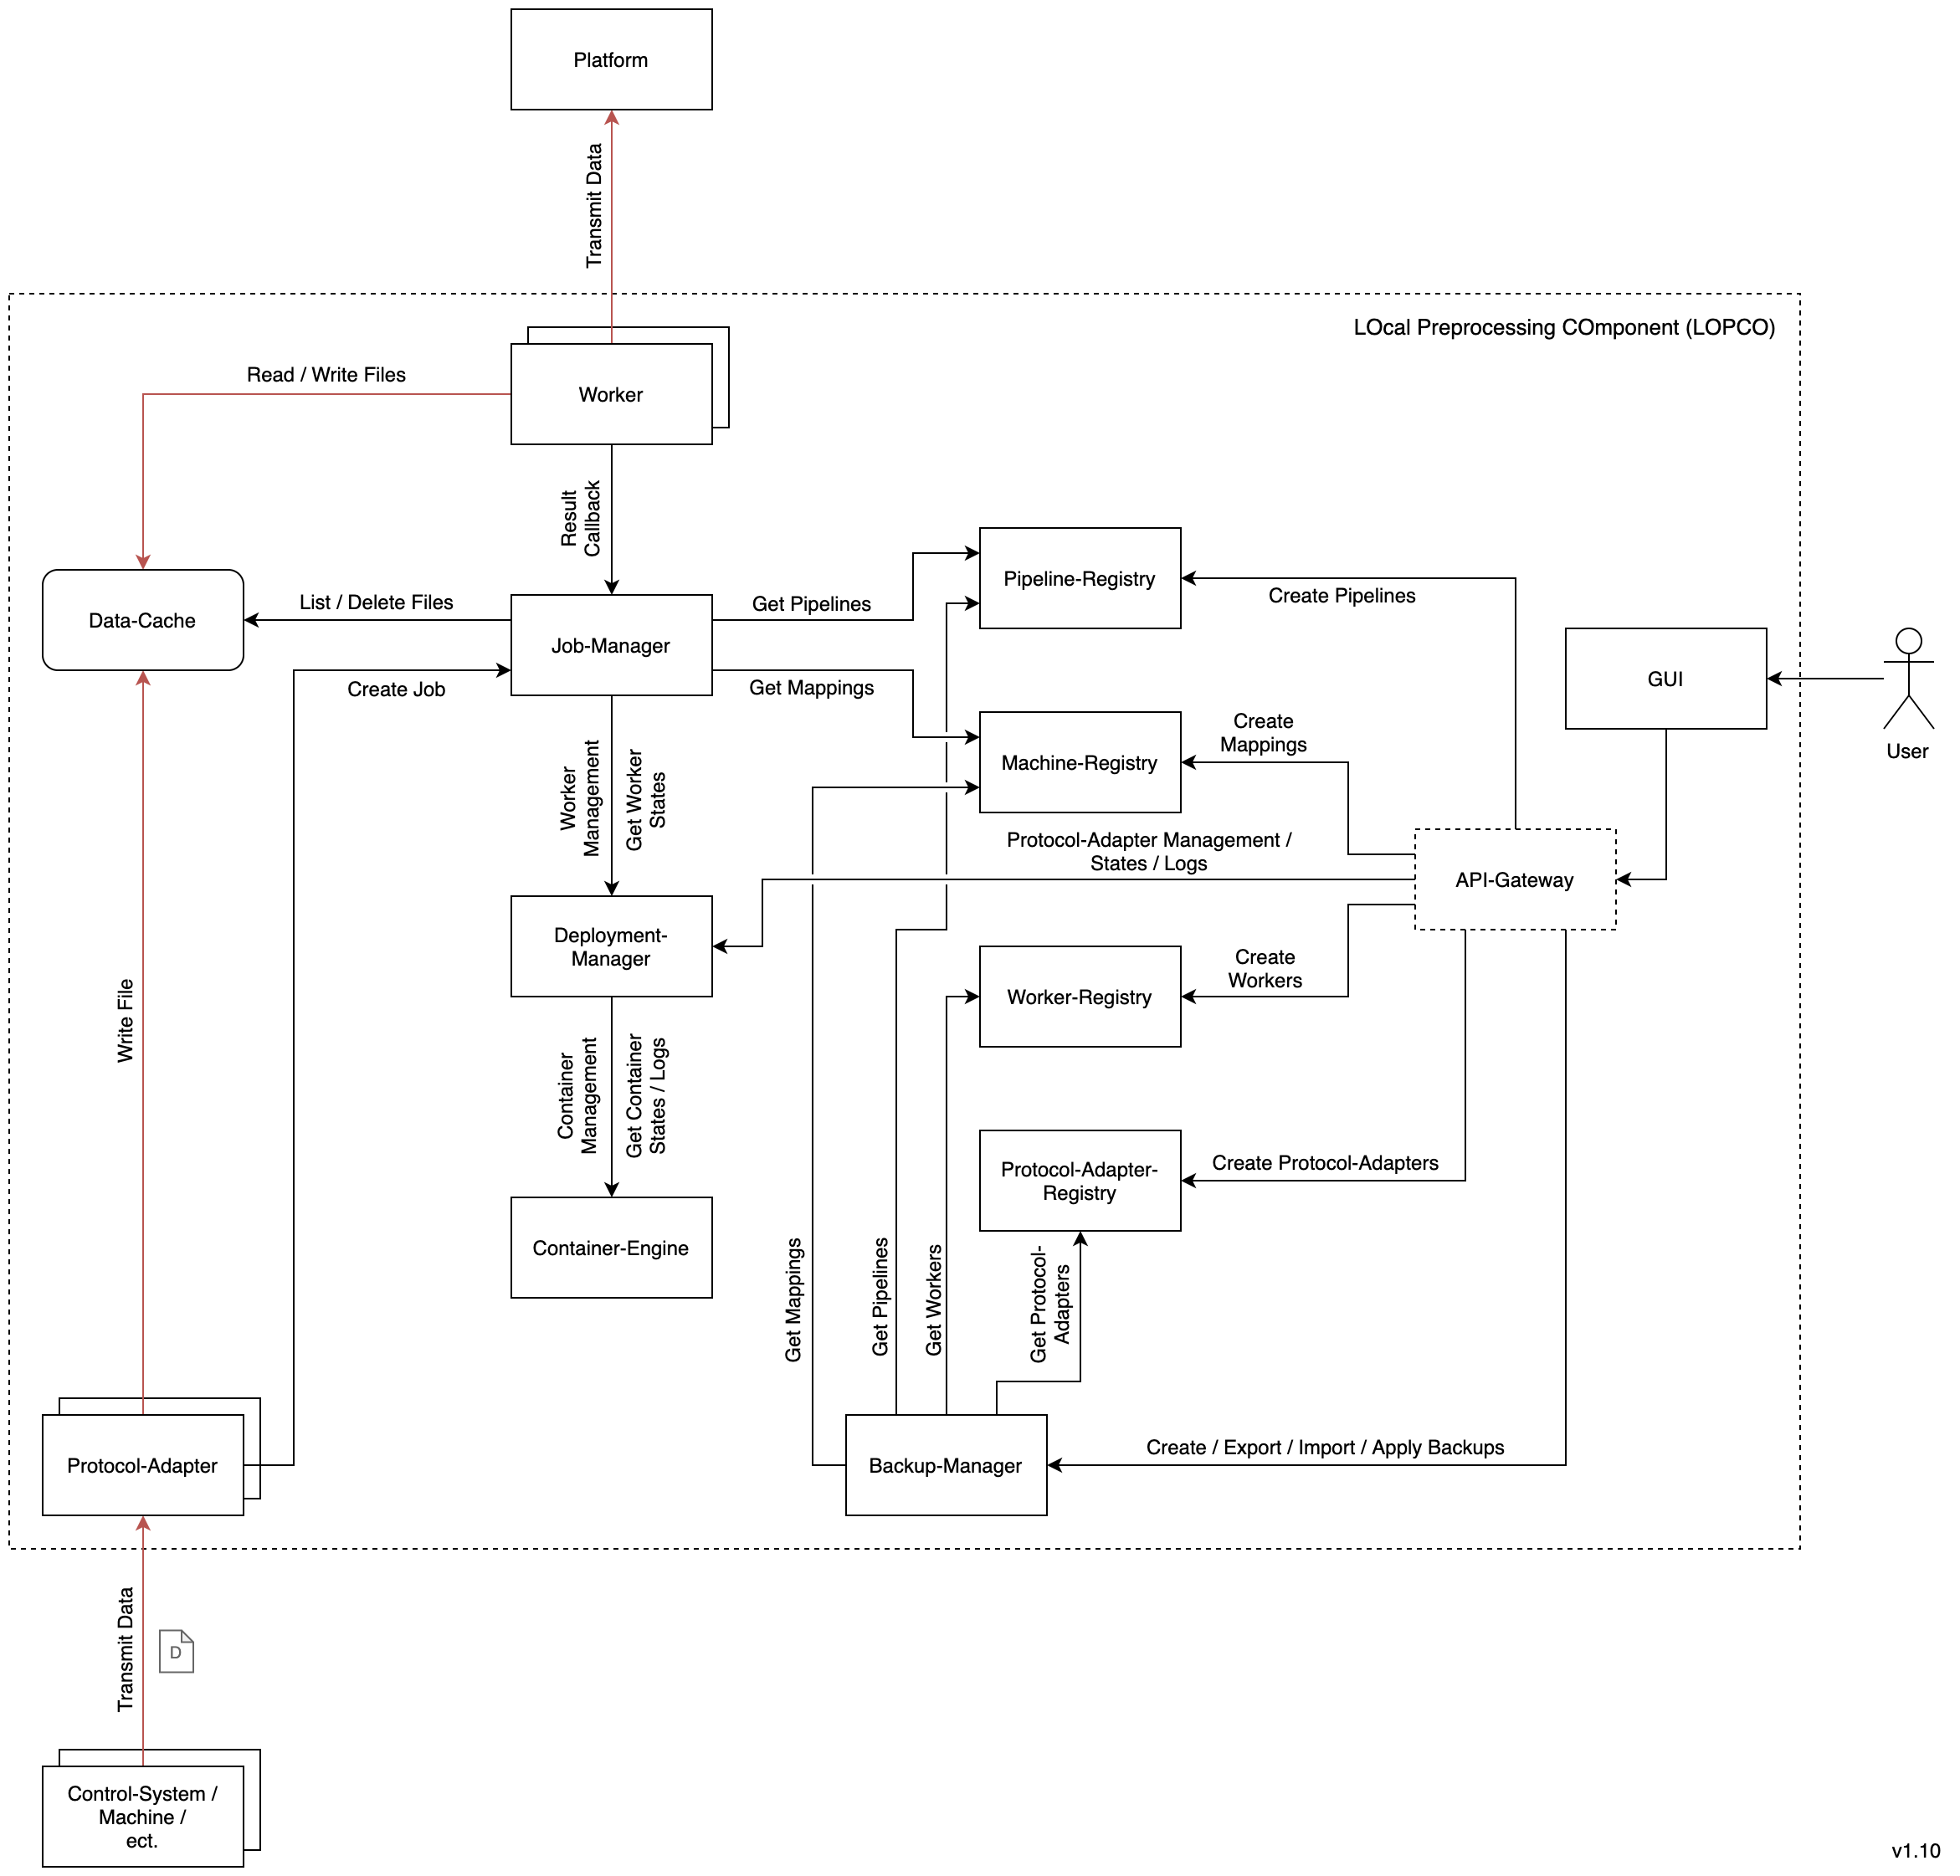 Platform
Transmit Data
LOcal Preprocessing COmponent (LOPCO)
Read / Write Files
Worker
Result
Callback
Pipeline-Registry
Create Pipelines
Data-Cache
List / Delete Files
Job-Manager
Get Pipelines
Create Job
Get Mappings
GUI
User
Create
Mappings
Machine-Registry
Worker
Management
Get Worker
States
Protocol-Adapter Management /
States / Logs
API-Gateway
Deployment-
Manager
Create
Workers
Worker-Registry
Write File
Container
Management
Get Container
States / Logs
Protocol-Adapter-
Registry
Create Protocol-Adapters
Container-Engine
Get Mappings
Get Pipelines
Get Workers
Get Protocol-
Adapters
Protocol-Adapter
Backup-Manager
Create / Export / Import / Apply Backups
Transmit Data
D
Control-System /
Machine /
ect.
v1.10